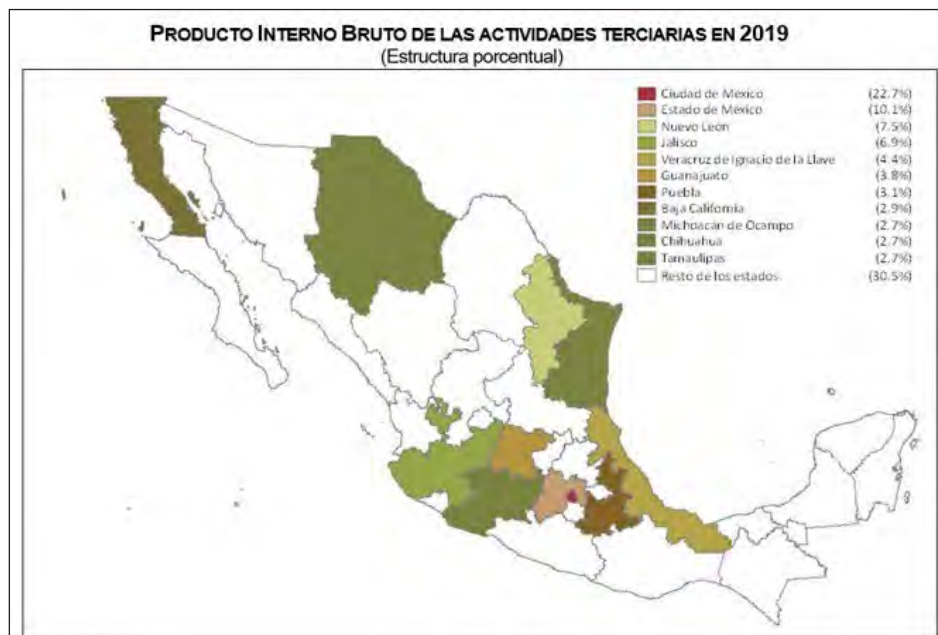 PRODUCTO INTERNO BRUTO DE LAS ACTIVIDADES TERCIARIAS EN 2019
(Estructura porcentual)
Ciudad de México (22.7%)
Estado de México (10.1%)
Nuevo León (7.5%)
Jalisco (6.9%)
Veracruz de Ignacio de la Llave (4.4%)
Guanajuato (3.8%)
Puebla (3.1%)
Baja California (2.9%)
Michoacán de Ocampo (2.7%)
Chihuahua (2.7%)
Tamaulipas (2.7%)
Resto de los estados (30.5%)